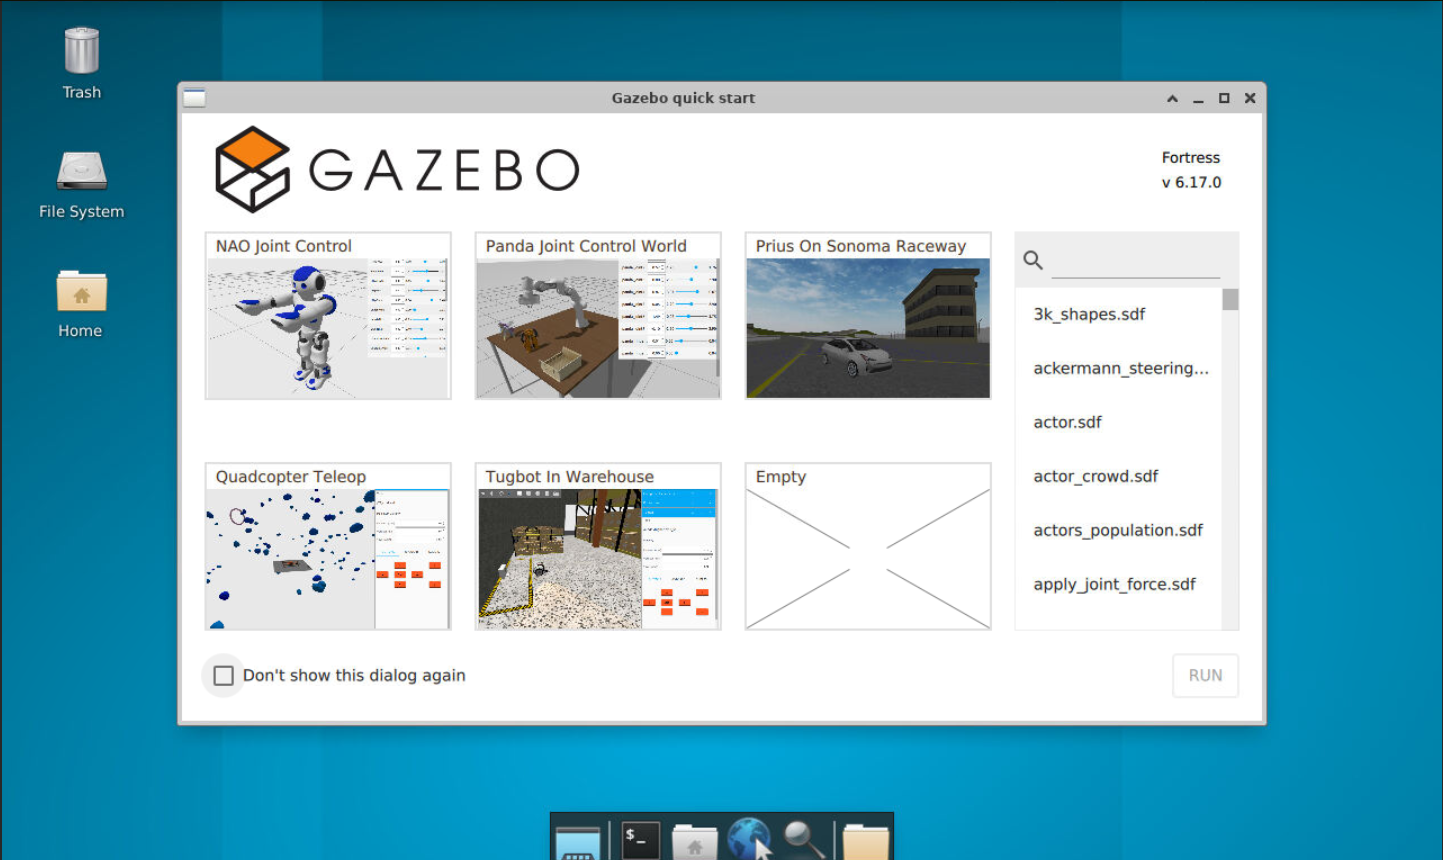 Trash
File System
Home
Gazebo quick start
GAZEBO
Fortress
v 6.17.0
NAO Joint Control
Panda Joint Control World
Prius On Sonoma Raceway
Quadcopter Teleop
Tugbot In Warehouse
Empty
3k_shapes.sdf
ackermann_steering...
actor.sdf
actor_crowd.sdf
actors_population.sdf
apply_joint_force.sdf
Don't show this dialog again
RUN
$_